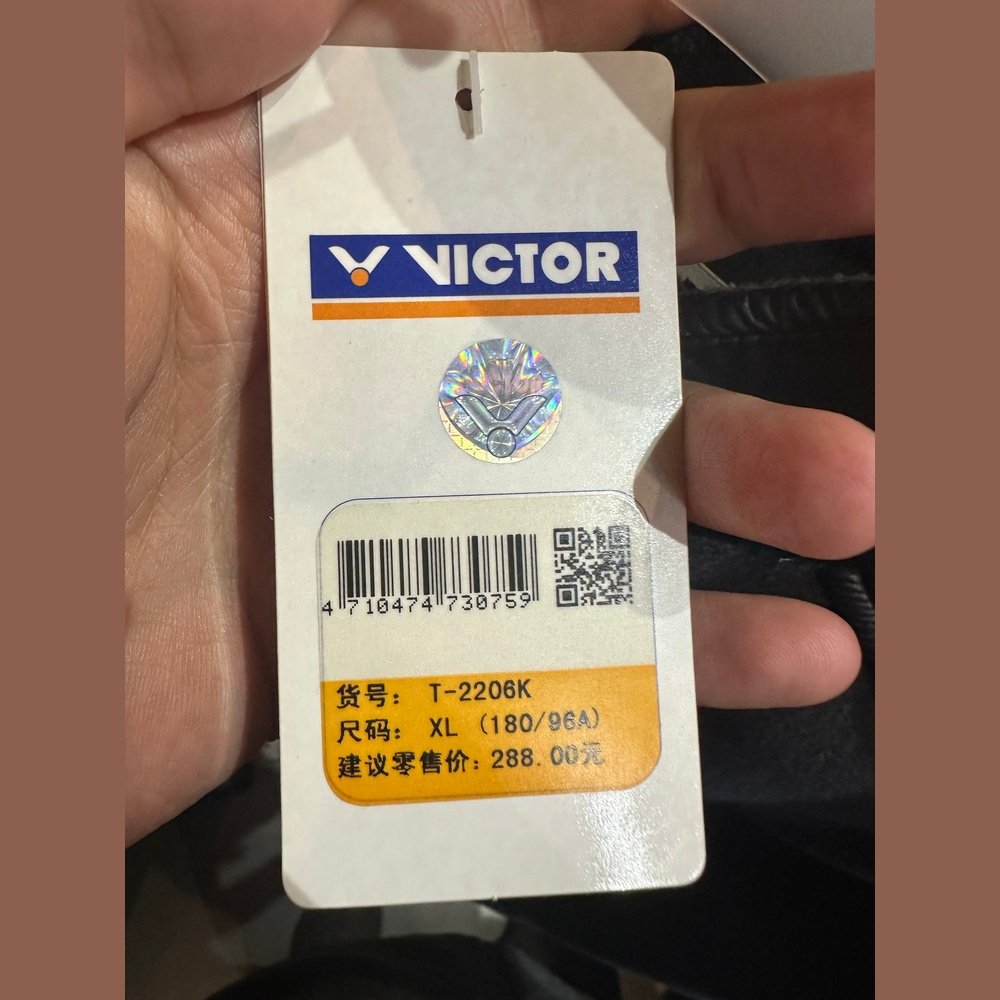 VICTOR
4 710474 730759
货号： T-2206K
尺码： XL (180/96A)
建议零售价：288.00元